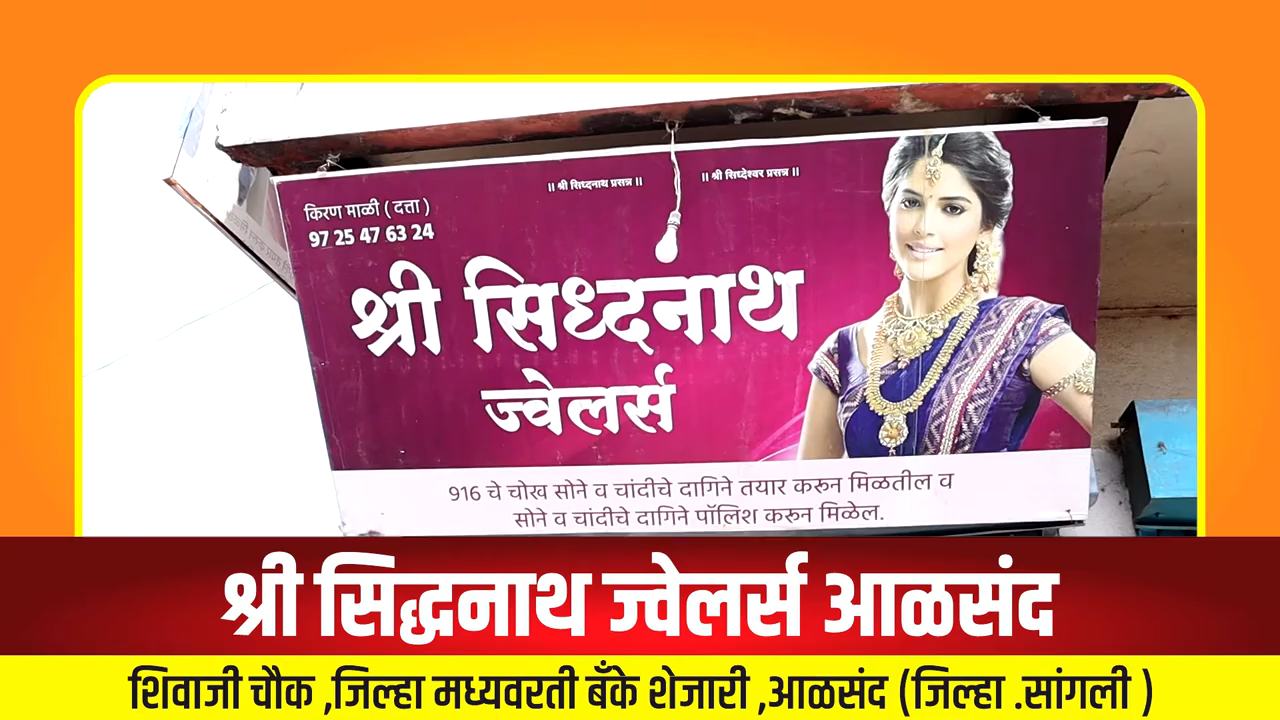 ॥ श्री सिध्दनाथ प्रसन्न ॥
॥ श्री सिध्देश्वर प्रसन्न ॥
किरण माळी ( दत्ता )
97 25 47 63 24
श्री सिध्दनाथ
ज्वेलर्स
916 चे चोख सोने व चांदीचे दागिने तयार करून मिळतील व
सोने व चांदीचे दागिने पॉलिश करून मिळेल.
श्री सिद्धनाथ ज्वेलर्स आळसंद
शिवाजी चौक ,जिल्हा मध्यवरती बँके शेजारी ,आळसंद (जिल्हा .सांगली )